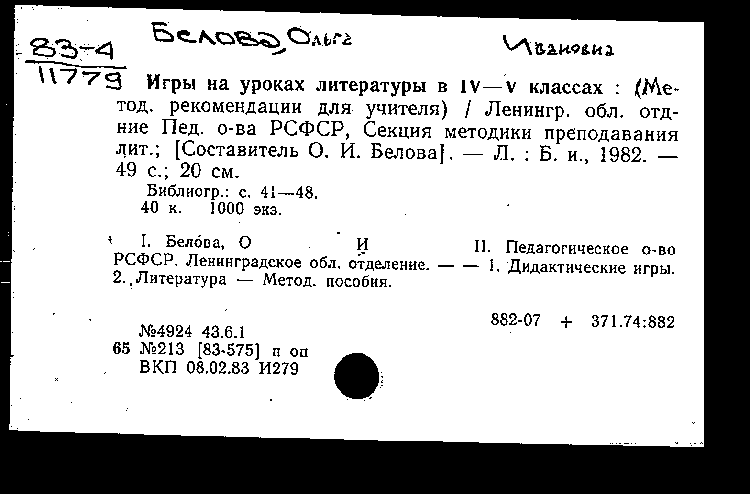 Белова, Ольга Ивановна
83-4
11779
Игры на уроках литературы в IV—V классах : (Ме-
тод. рекомендации для учителя) / Ленингр. обл. отд-
ние Пед. о-ва РСФСР, Секция методики преподавания
лит.; [Составитель О. И. Белова]. — Л. : Б. и., 1982. —
49 с.; 20 см.
Библиогр.: с. 41—48.
40 к. 1000 экз.
I. Белова, О И II. Педагогическое о-во
РСФСР. Ленинградское обл. отделение. — — 1. Дидактические игры.
2. Литература — Метод. пособия.
882-07 + 371.74:882
№4924 43.6.1
65 №213 [83-575] п оп
ВКП 08.02.83 И279